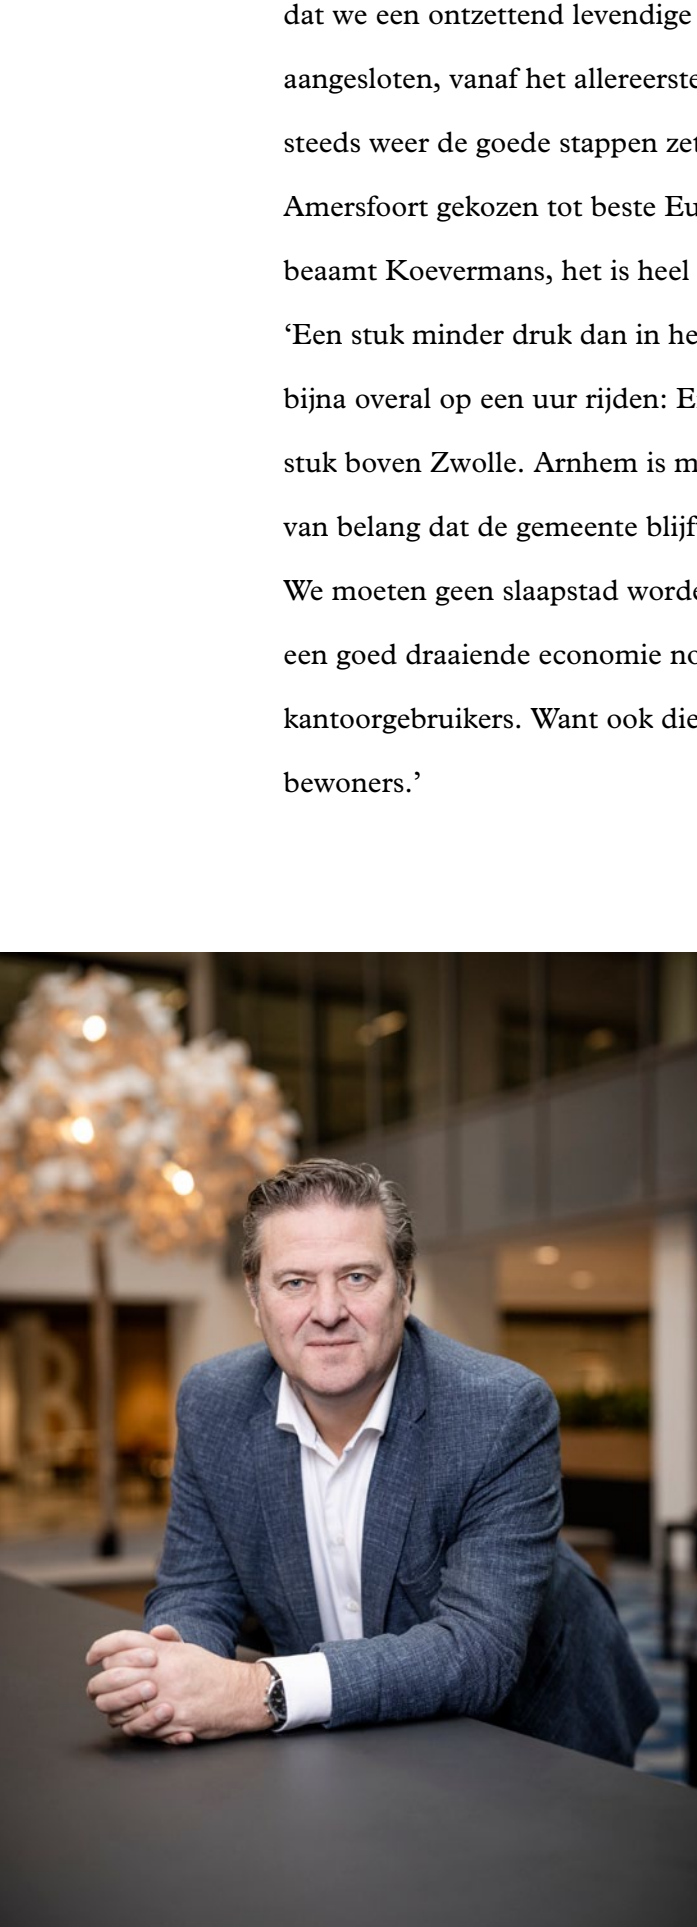 dat we een ontzettend levendige
aangesloten, vanaf het allereerste
steeds weer de goede stappen zet
Amersfoort gekozen tot beste Eu
beaamt Koevermans, het is heel
‘Een stuk minder druk dan in he
bijna overal op een uur rijden: E
stuk boven Zwolle. Arnhem is m
van belang dat de gemeente blijf
We moeten geen slaapstad worde
een goed draaiende economie no
kantoorgebruikers. Want ook die
bewoners.’
B